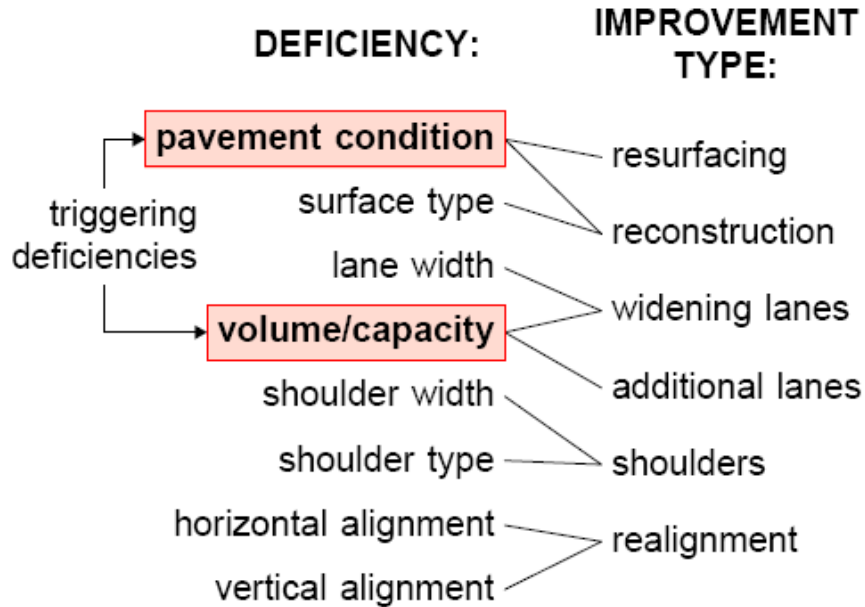 DEFICIENCY:
IMPROVEMENT
TYPE:
pavement condition
surface type
lane width
volume/capacity
shoulder width
shoulder type
horizontal alignment
vertical alignment
triggering
deficiencies
resurfacing
reconstruction
widening lanes
additional lanes
shoulders
realignment